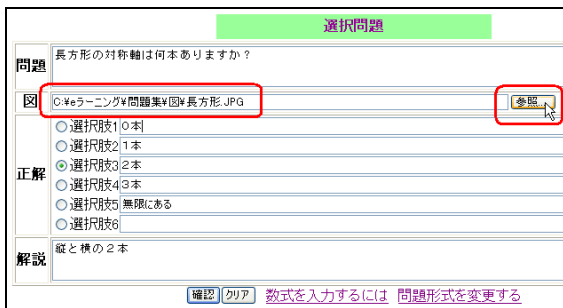 選択問題
問題 長方形の対称軸は何本ありますか？
図 C:¥eラーニング¥問題集¥図¥長方形.JPG 参照...
正解
選択肢1 0本
選択肢2 1本
選択肢3 2本
選択肢4 3本
選択肢5 無限にある
選択肢6
解説 縦と横の２本
確認 クリア 数式を入力するには 問題形式を変更する